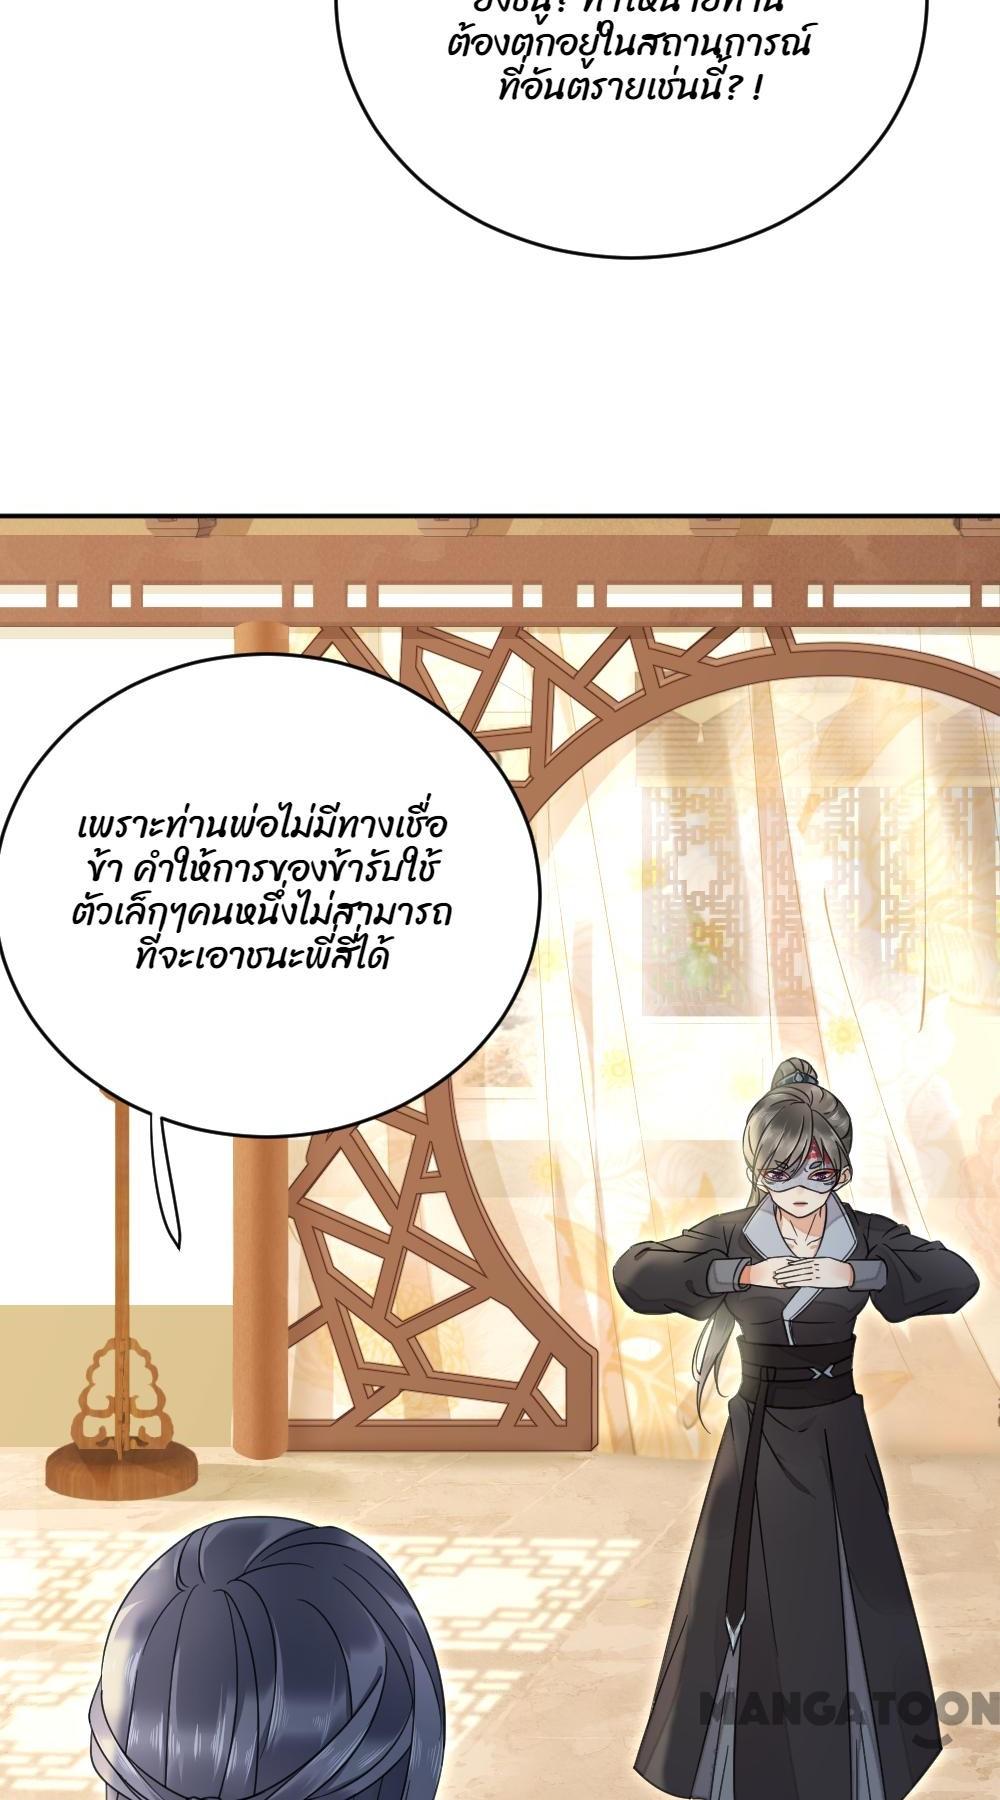 ต้องตกอยู่ในสถานการณ์
ที่อันตรายเช่นนี้?!
เพราะท่านพ่อไม่มีทางเชื่อ
ข้า คำให้การของข้ารับใช้
ตัวเล็กๆคนหนึ่งไม่สามารถ
ที่จะเอาชนะพี่สี่ได้
MANGATOON